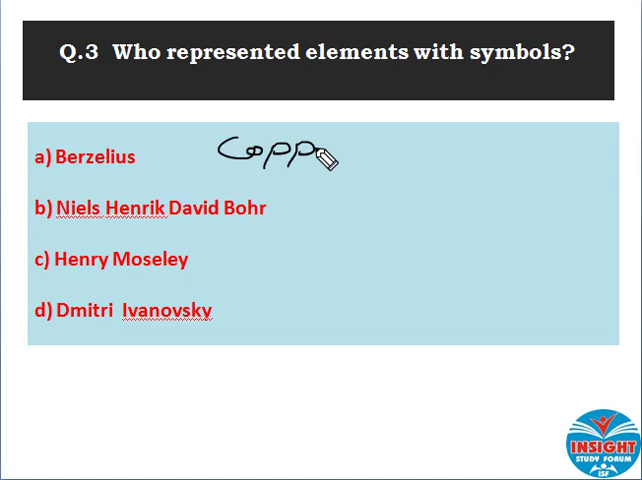 Q.3 Who represented elements with symbols?
a) Berzelius
Copp
b) Niels Henrik David Bohr
c) Henry Moseley
d) Dmitri Ivanovsky
INSIGHT
STUDY FORUM
ISF